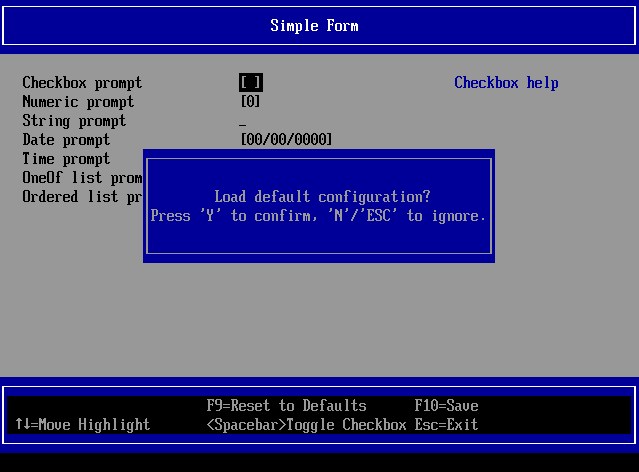 Simple Form
Checkbox prompt [ ] Checkbox help
Numeric prompt [0]
String prompt _
Date prompt [00/00/0000]
Time prompt
OneOf list prom
Ordered list pr
Load default configuration?
Press 'Y' to confirm, 'N'/'ESC' to ignore.
F9=Reset to Defaults F10=Save
↑↓=Move Highlight <Spacebar>Toggle Checkbox Esc=Exit